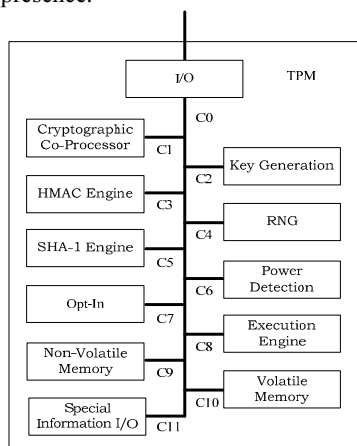 presence.
I/O
TPM
C0
Cryptographic
Co-Processor
C1
Key Generation
C2
HMAC Engine
C3
RNG
C4
SHA-1 Engine
C5
Power
Detection
C6
Opt-In
C7
Execution
Engine
C8
Non-Volatile
Memory
C9
Volatile
Memory
C10
Special
Information I/O
C11